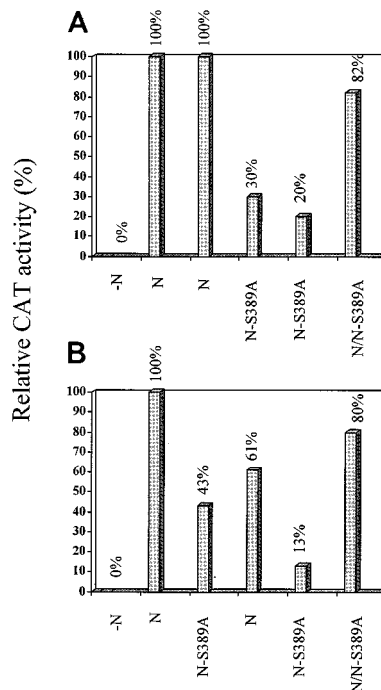 A
Relative CAT activity (%)
100
90
80
70
60
50
40
30
20
10
0
0%
100%
100%
30%
20%
82%
-N
N
N
N-S389A
N-S389A
N/N-S389A
B
100
90
80
70
60
50
40
30
20
10
0
0%
100%
43%
61%
13%
80%
-N
N
N-S389A
N
N-S389A
N/N-S389A